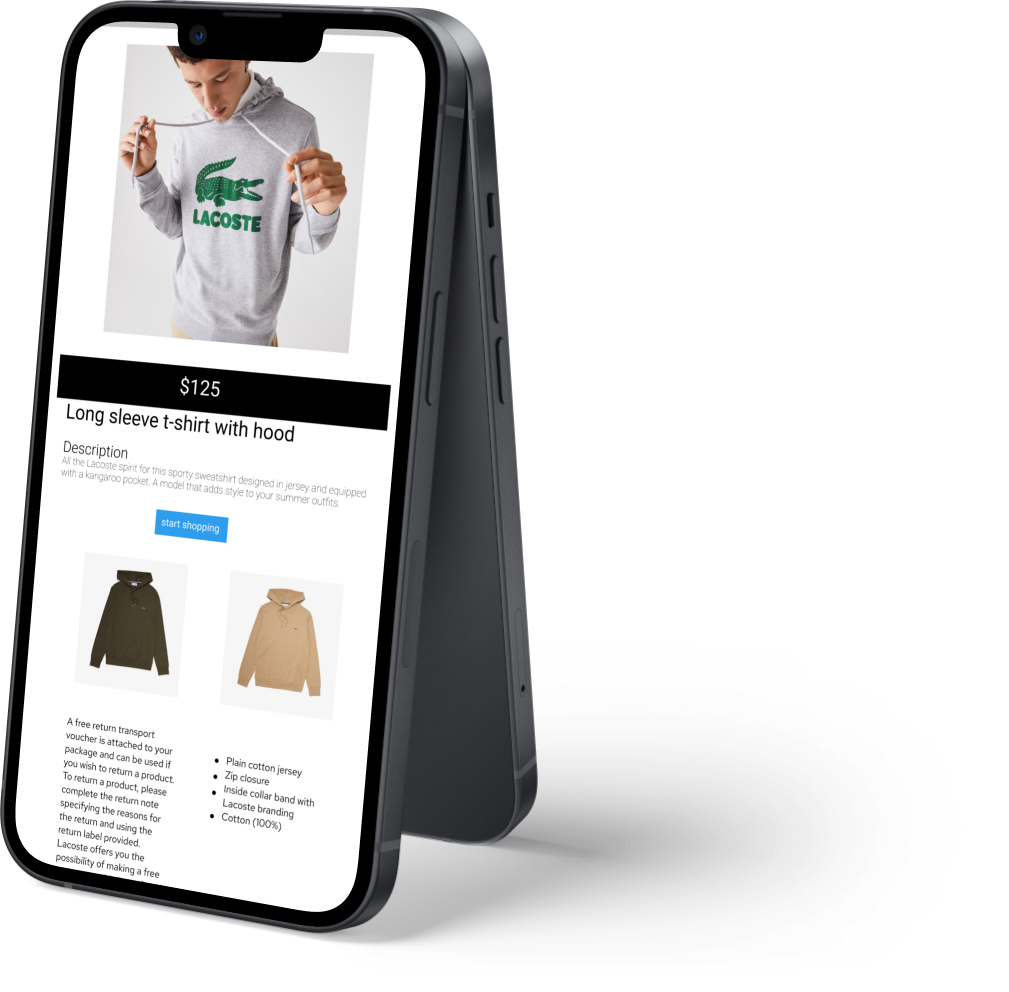 LACOSTE
$125
Long sleeve t-shirt with hood
Description
All the Lacoste spirit for this sporty sweatshirt designed in jersey and equipped
with a kangaroo pocket. A model that adds style to your summer outfits.
start shopping
A free return transport
voucher is attached to your
package and can be used if
you wish to return a product.
To return a product, please
complete the return note
specifying the reasons for
the return and using the
return label provided.
Lacoste offers you the
possibility of making a free
• Plain cotton jersey
• Zip closure
• Inside collar band with
Lacoste branding
• Cotton (100%)